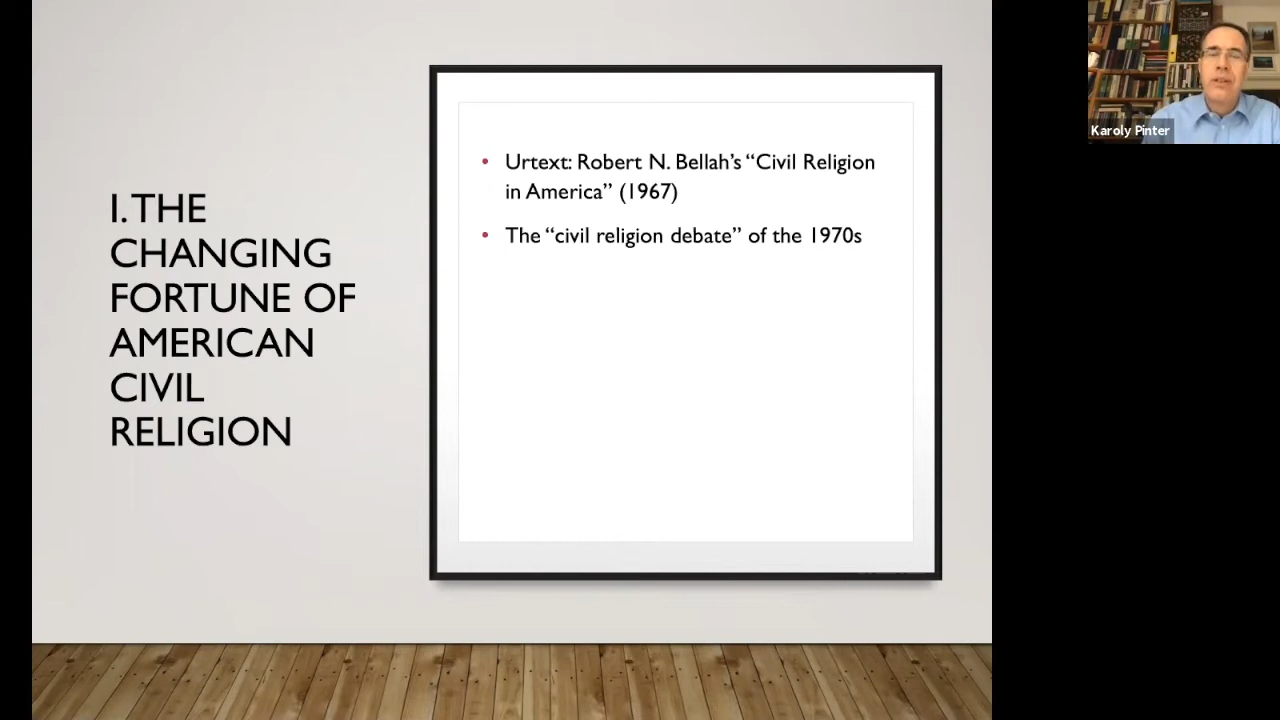 I. THE
CHANGING
FORTUNE OF
AMERICAN
CIVIL
RELIGION
• Urtext: Robert N. Bellah’s “Civil Religion
in America” (1967)
• The “civil religion debate” of the 1970s
Karoly Pinter